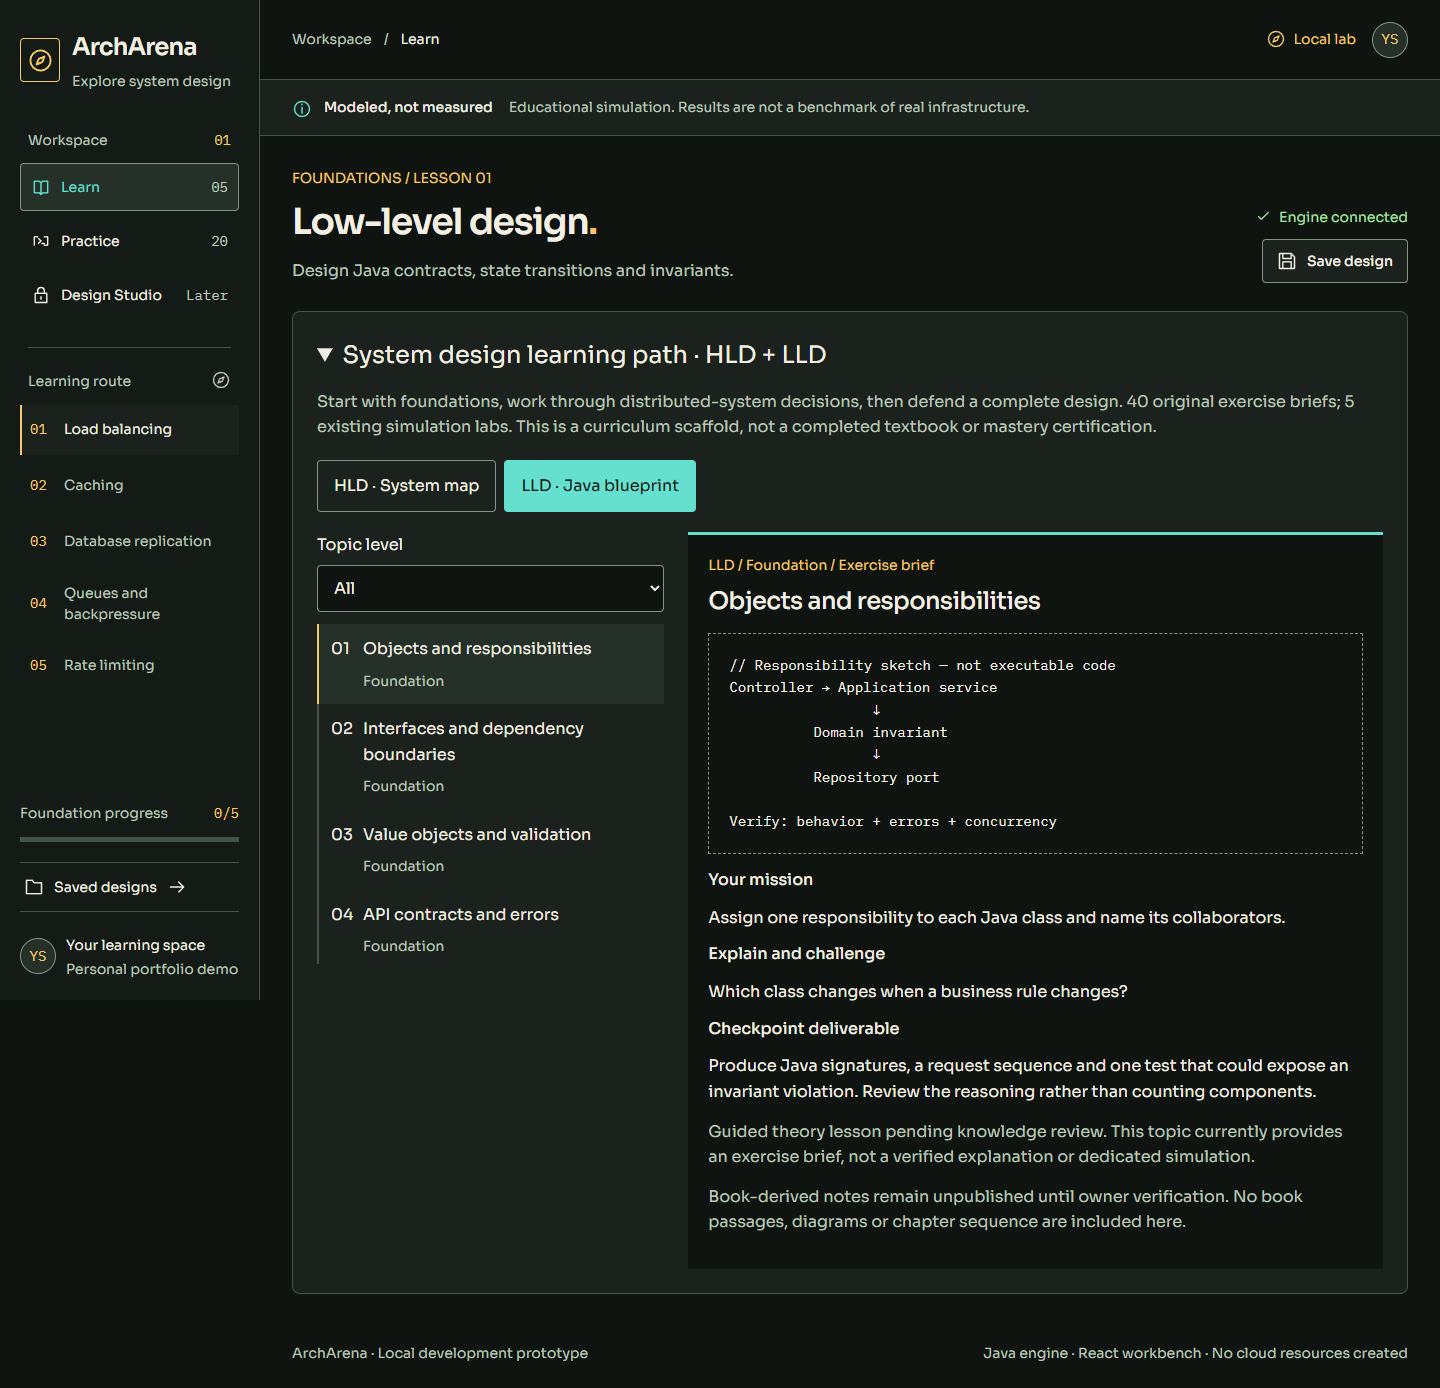 ArchArena
Explore system design
Workspace 01
Learn 05
Practice 20
Design Studio Later
Learning route
01 Load balancing
02 Caching
03 Database replication
04 Queues and
backpressure
05 Rate limiting
Foundation progress 0/5
Saved designs →
YS Your learning space
Personal portfolio demo
Workspace / Learn
Local lab YS
Modeled, not measured Educational simulation. Results are not a benchmark of real infrastructure.
FOUNDATIONS / LESSON 01
Low-level design.
Design Java contracts, state transitions and invariants.
Engine connected
Save design
▼ System design learning path · HLD + LLD
Start with foundations, work through distributed-system decisions, then defend a complete design. 40 original exercise briefs; 5
existing simulation labs. This is a curriculum scaffold, not a completed textbook or mastery certification.
HLD · System map
LLD · Java blueprint
Topic level
All
01 Objects and responsibilities
Foundation
02 Interfaces and dependency
boundaries
Foundation
03 Value objects and validation
Foundation
04 API contracts and errors
Foundation
LLD / Foundation / Exercise brief
Objects and responsibilities
// Responsibility sketch — not executable code
Controller → Application service
↓
Domain invariant
↓
Repository port
Verify: behavior + errors + concurrency
Your mission
Assign one responsibility to each Java class and name its collaborators.
Explain and challenge
Which class changes when a business rule changes?
Checkpoint deliverable
Produce Java signatures, a request sequence and one test that could expose an
invariant violation. Review the reasoning rather than counting components.
Guided theory lesson pending knowledge review. This topic currently provides
an exercise brief, not a verified explanation or dedicated simulation.
Book-derived notes remain unpublished until owner verification. No book
passages, diagrams or chapter sequence are included here.
ArchArena · Local development prototype
Java engine · React workbench · No cloud resources created